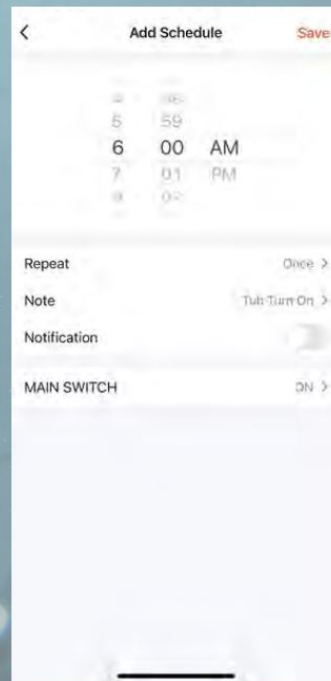 Add Schedule Save
5 59
6 00 AM
7 01 PM
Repeat Once
Note Tub Turn On
Notification
MAIN SWITCH ON